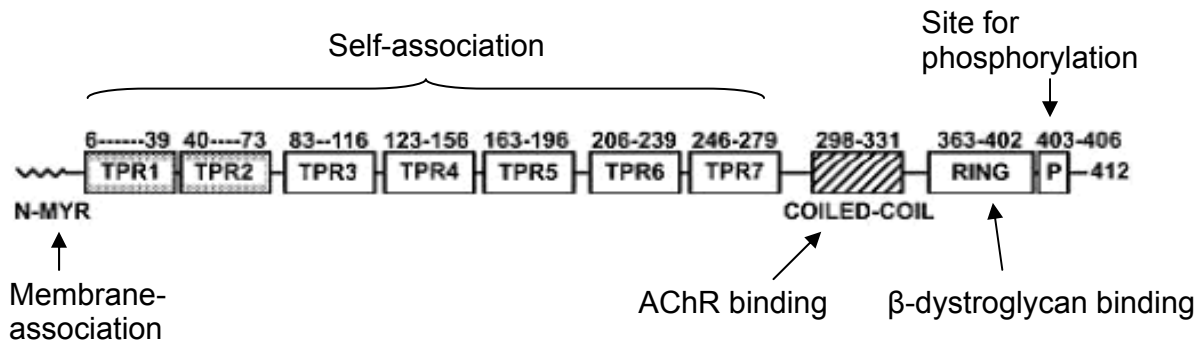 Self-association
Site for
phosphorylation
6------39 40----73 83--116 123-156 163-196 206-239 246-279 298-331 363-402 403-406
TPR1 TPR2 TPR3 TPR4 TPR5 TPR6 TPR7 RING P 412
N-MYR COILED-COIL
Membrane-
association
AChR binding β-dystroglycan binding